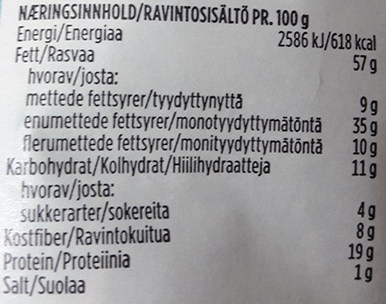 NÆRINGSINNHOLD/RAVINTOSISÄLTÖ PR. 100 g
Energi/Energiaa 2586 kJ/618 kcal
Fett/Rasvaa 57 g
hvorav/josta:
mettede fettsyrer/tyydyttynyttä 9 g
enumettede fettsyrer/monotyydyttymätöntä 35 g
flerumettede fettsyrer/monityydyttymätöntä 10 g
Karbohydrat/Kolhydrat/Hiilihydraatteja 11 g
hvorav/josta:
sukkerarter/sokereita 4 g
Kostfiber/Ravintokuitua 8 g
Protein/Proteiinia 19 g
Salt/Suolaa 1 g